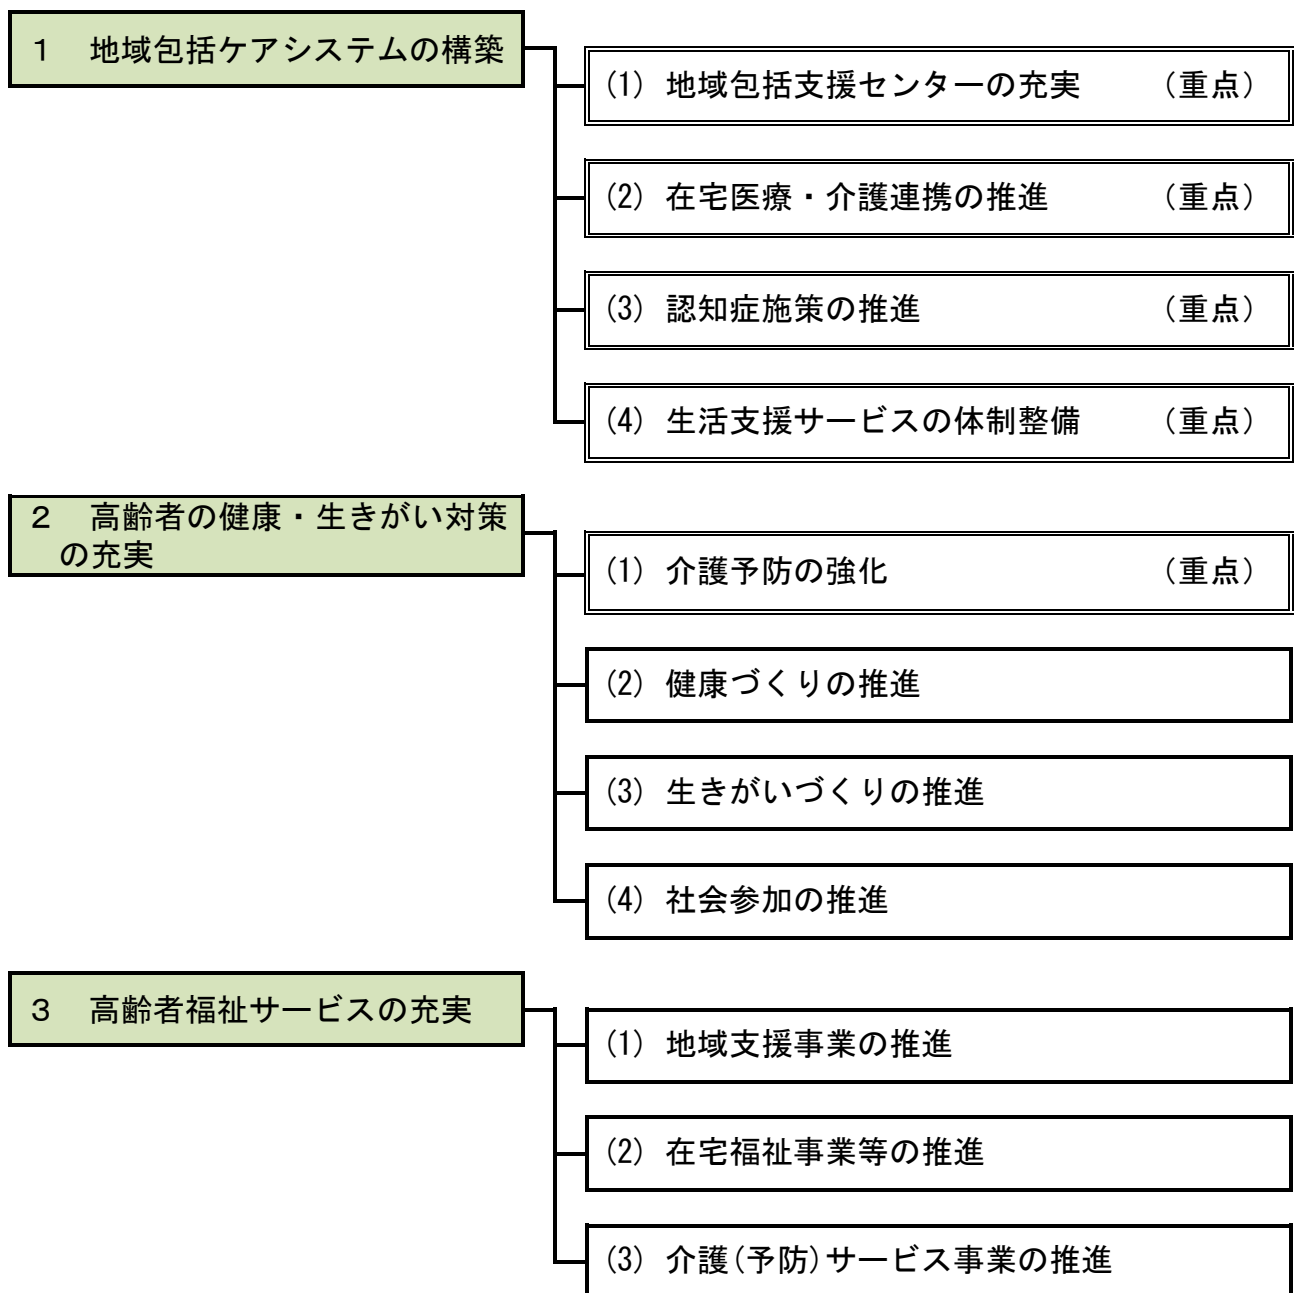 １　地域包括ケアシステムの構築
(1) 地域包括支援センターの充実　　（重点）
(2) 在宅医療・介護連携の推進　　（重点）
(3) 認知症施策の推進　　（重点）
(4) 生活支援サービスの体制整備　　（重点）
２　高齢者の健康・生きがい対策
の充実
(1) 介護予防の強化　　（重点）
(2) 健康づくりの推進
(3) 生きがいづくりの推進
(4) 社会参加の推進
３　高齢者福祉サービスの充実
(1) 地域支援事業の推進
(2) 在宅福祉事業等の推進
(3) 介護(予防)サービス事業の推進